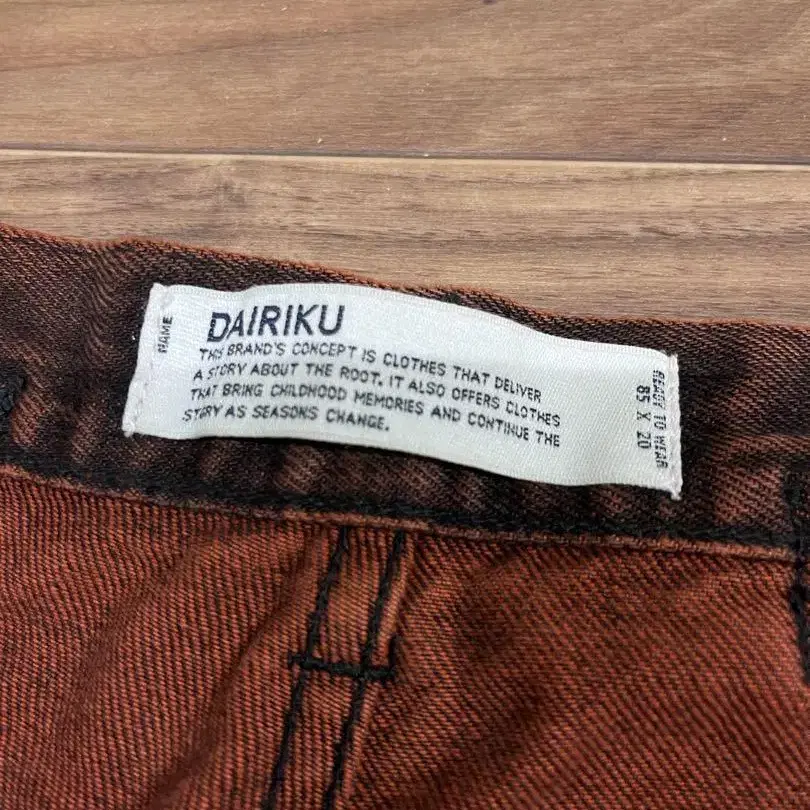 NAME
DAIRIKU
THIS BRAND'S CONCEPT IS CLOTHES THAT DELIVER
A STORY ABOUT THE ROOT. IT ALSO OFFERS CLOTHES
THAT BRING CHILDHOOD MEMORIES AND CONTINUE THE
STORY AS SEASONS CHANGE.
READY TO WEAR
85 X 20